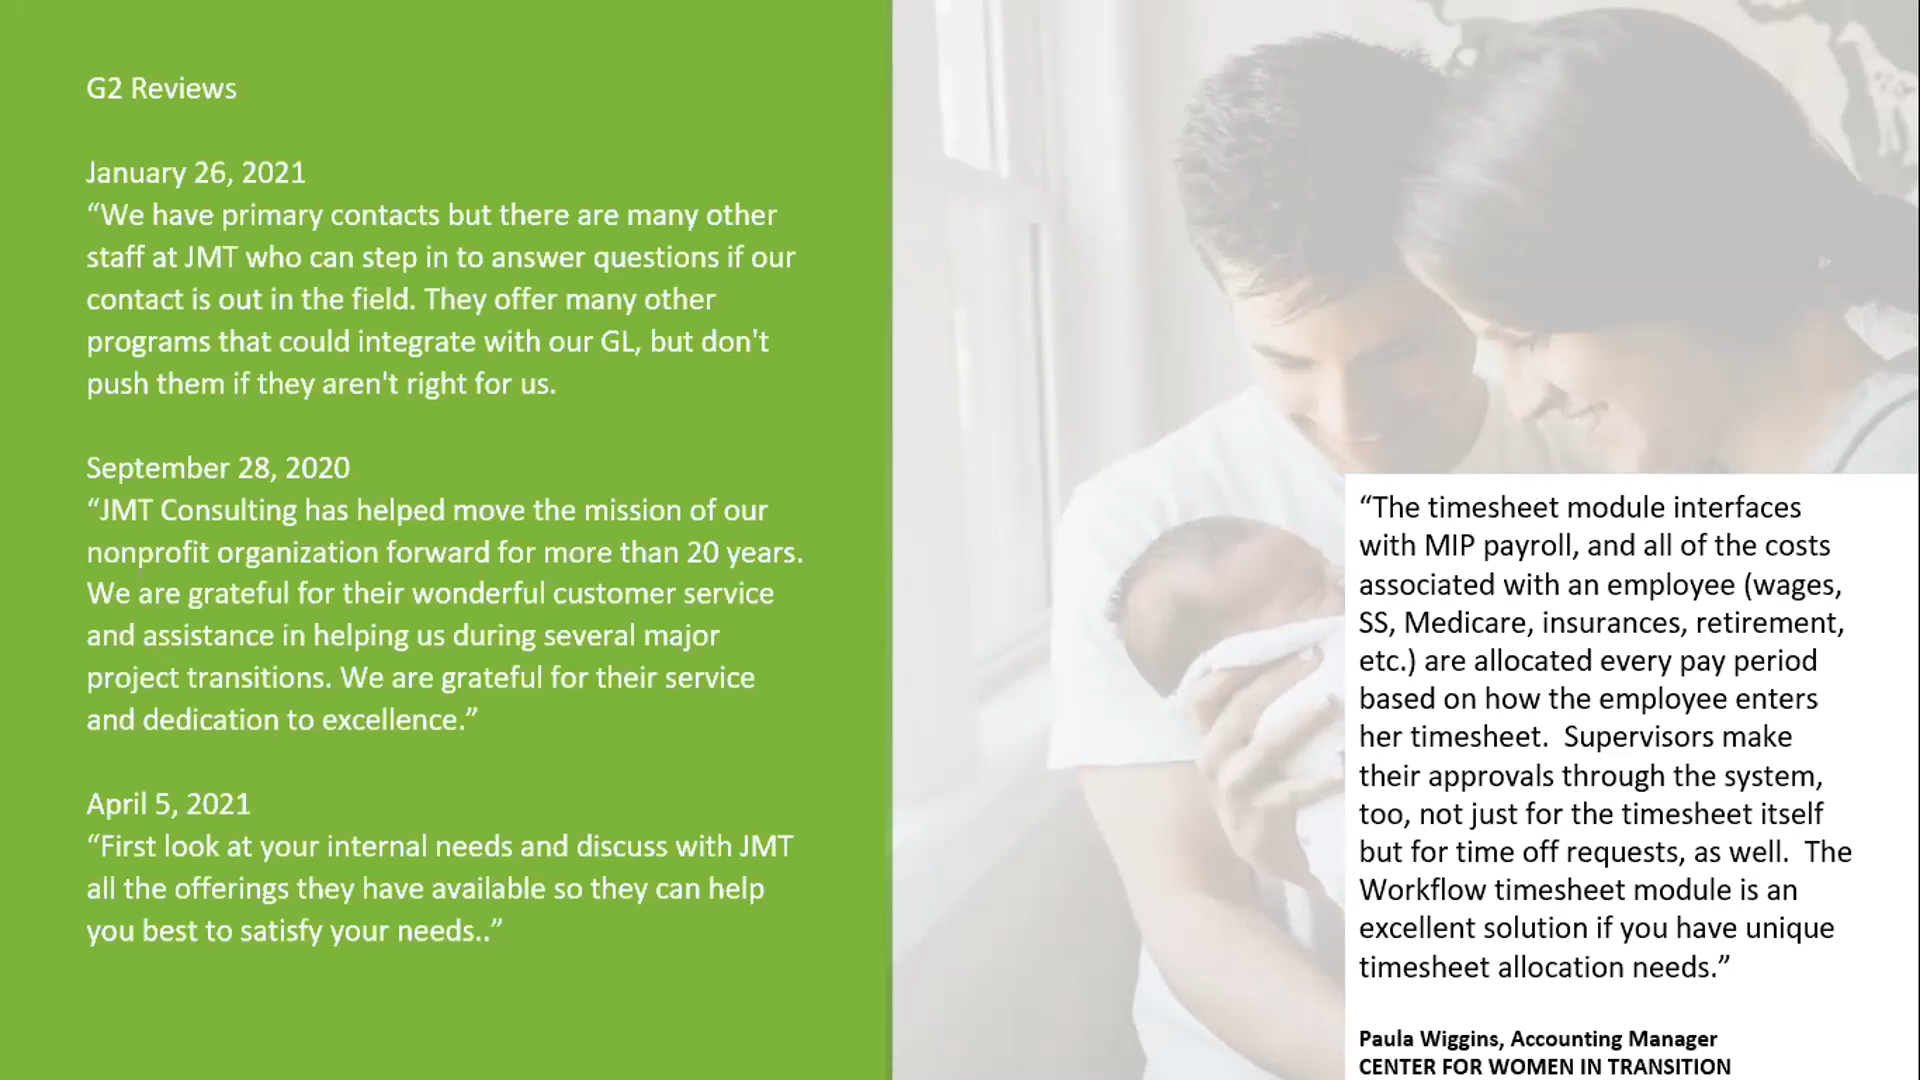 G2 Reviews
January 26, 2021
“We have primary contacts but there are many other
staff at JMT who can step in to answer questions if our
contact is out in the field. They offer many other
programs that could integrate with our GL, but don't
push them if they aren't right for us.
September 28, 2020
“JMT Consulting has helped move the mission of our
nonprofit organization forward for more than 20 years.
We are grateful for their wonderful customer service
and assistance in helping us during several major
project transitions. We are grateful for their service
and dedication to excellence.”
April 5, 2021
“First look at your internal needs and discuss with JMT
all the offerings they have available so they can help
you best to satisfy your needs..”
“The timesheet module interfaces
with MIP payroll, and all of the costs
associated with an employee (wages,
SS, Medicare, insurances, retirement,
etc.) are allocated every pay period
based on how the employee enters
her timesheet.  Supervisors make
their approvals through the system,
too, not just for the timesheet itself
but for time off requests, as well.  The
Workflow timesheet module is an
excellent solution if you have unique
timesheet allocation needs.”
Paula Wiggins, Accounting Manager
CENTER FOR WOMEN IN TRANSITION